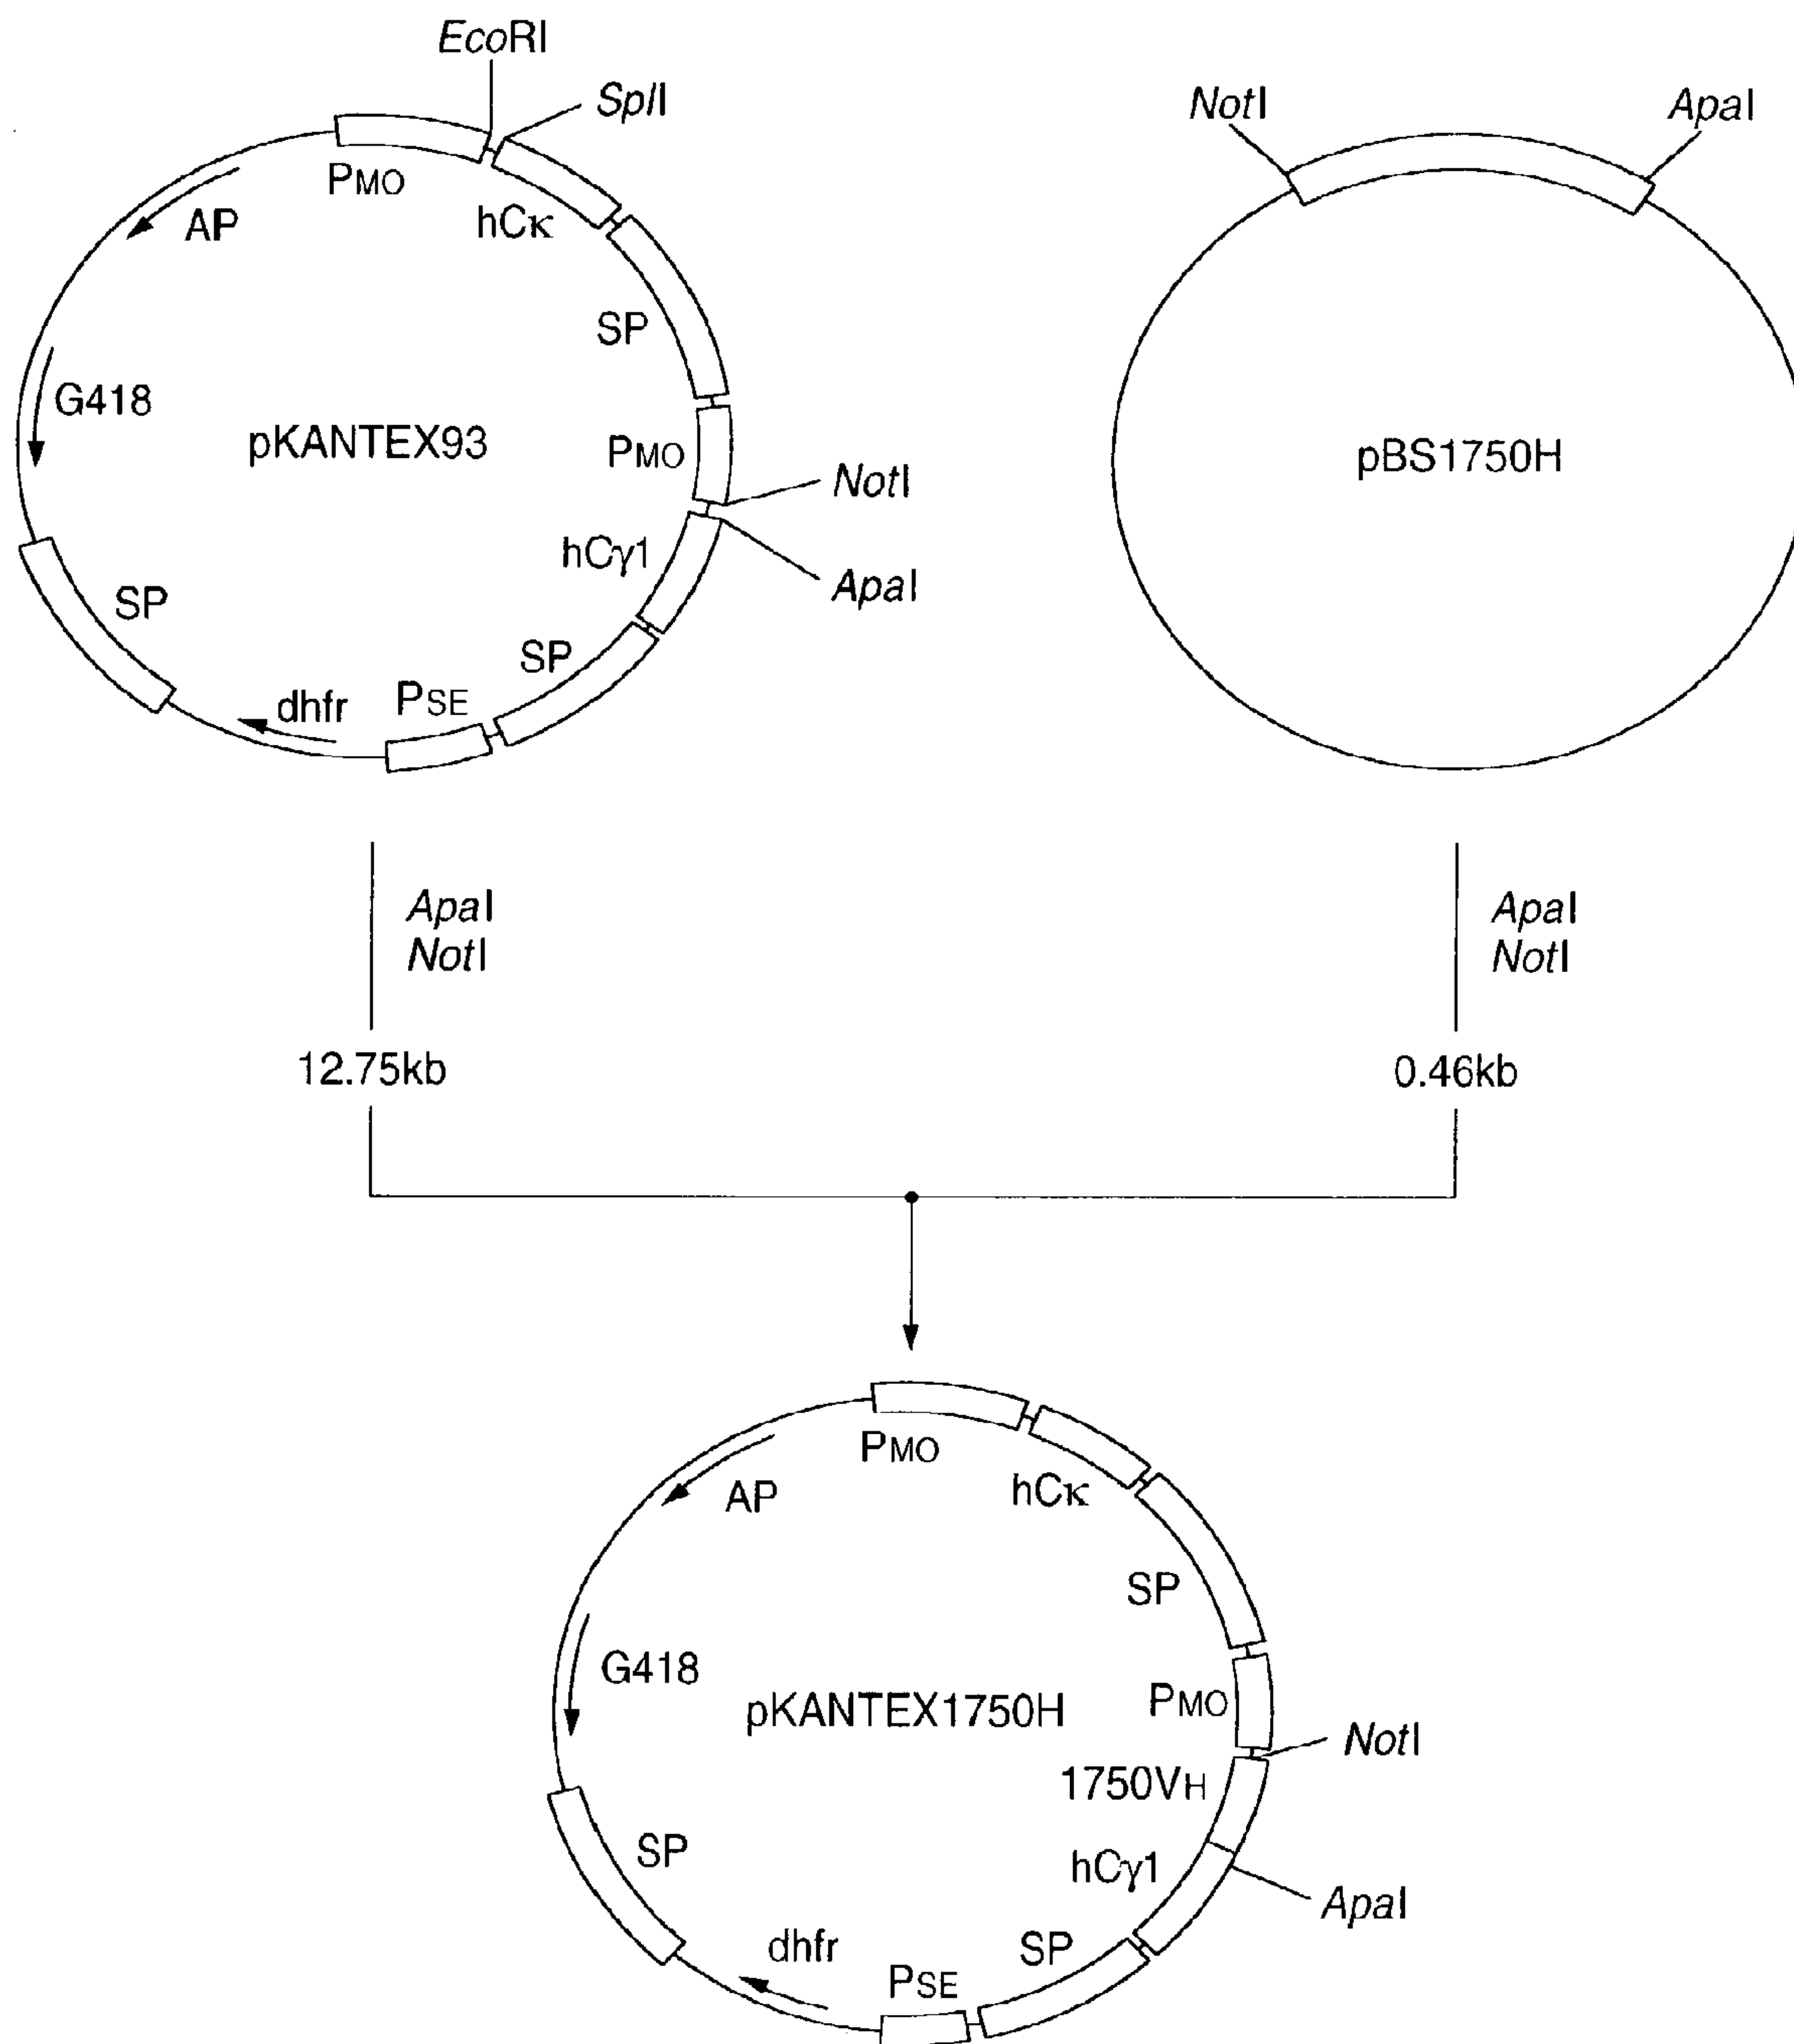 EcoRI
SplI
PMO
hCκ
AP
SP
G418
pKANTEX93
PMO
NotI
hCγ1
ApaI
SP
SP
PSE
dhfr
NotI
ApaI
pBS1750H
ApaI
NotI
12.75kb
ApaI
NotI
0.46kb
PMO
hCκ
AP
SP
G418
pKANTEX1750H
PMO
NotI
1750VH
hCγ1
ApaI
SP
SP
dhfr
PSE